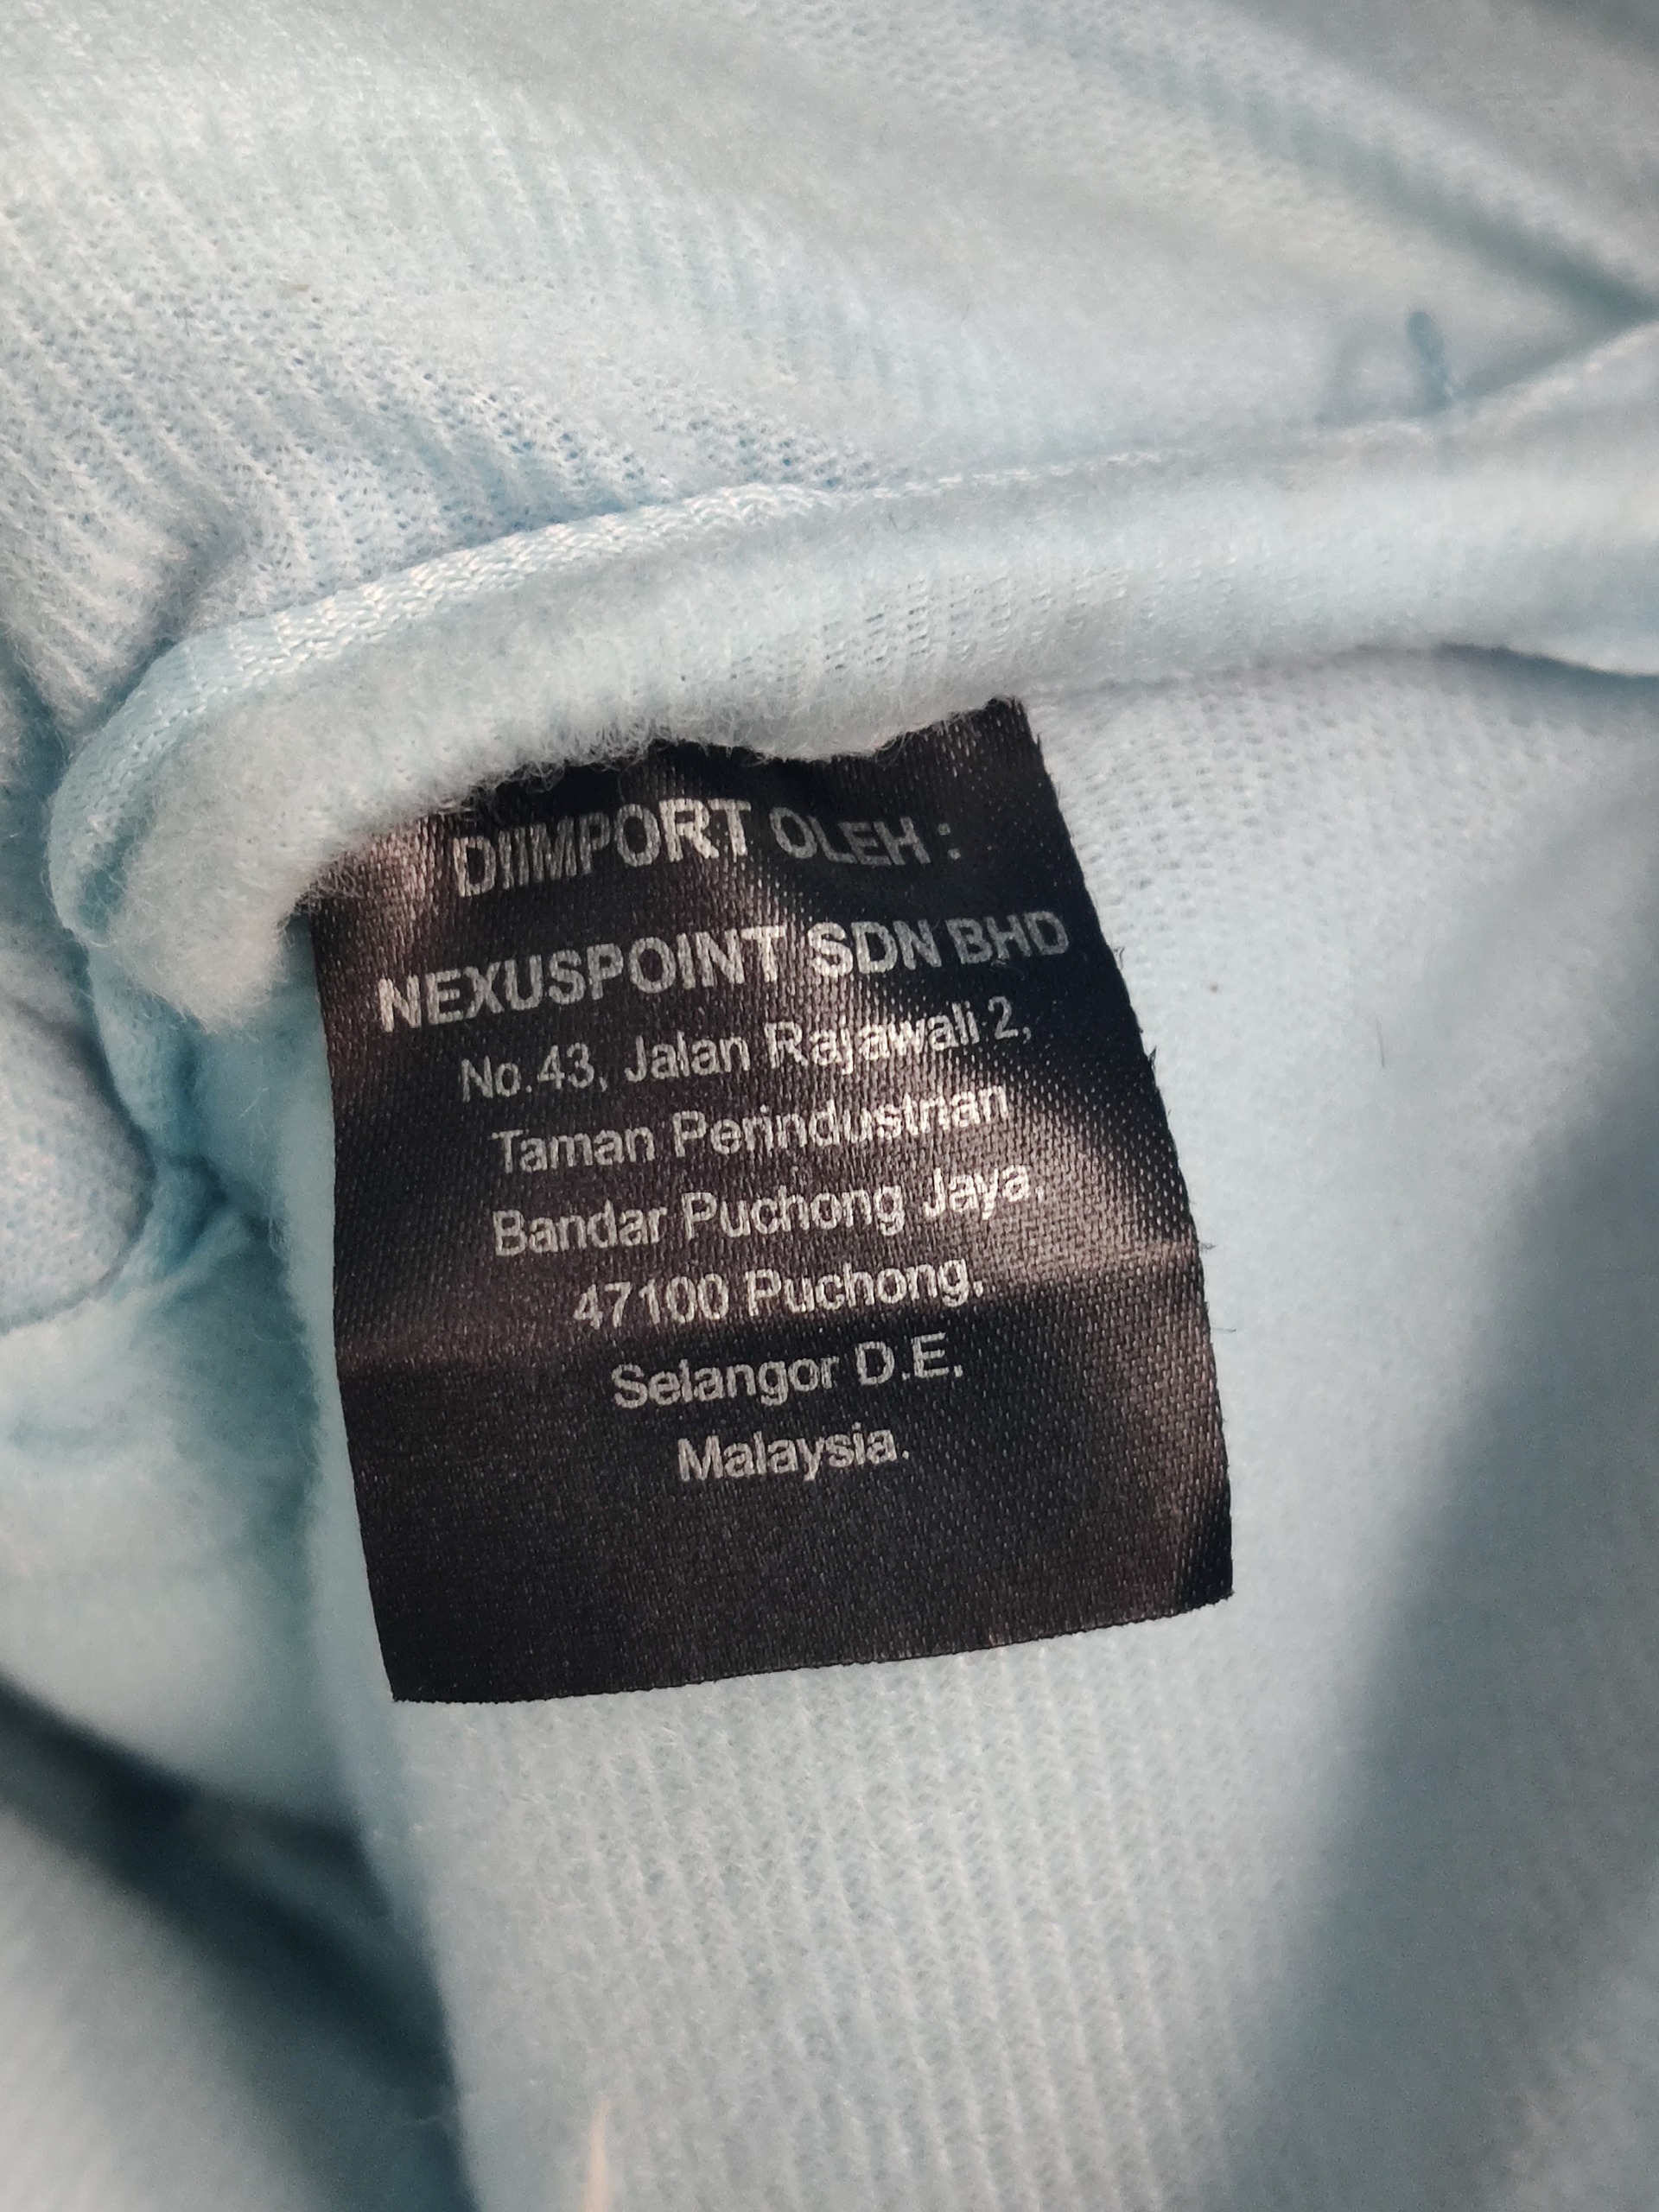 DIIMPORT OLEH :
NEXUSPOINT SDN BHD
No.43, Jalan Rajawali 2,
Taman Perindustrian
Bandar Puchong Jaya,
47100 Puchong,
Selangor D.E,
Malaysia.